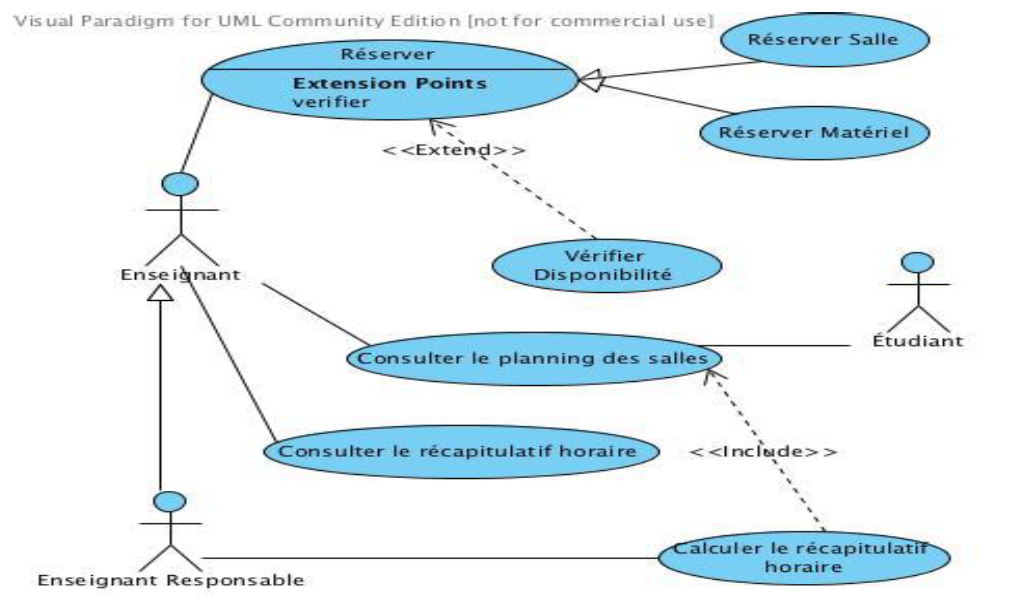 Visual Paradigm for UML Community Edition [not for commercial use]
Réserver
Extension Points
verifier
Réserver Salle
Réserver Matériel
<<Extend>>
Vérifier
Disponibilité
Enseignant
Étudiant
Consulter le planning des salles
Consulter le récapitulatif horaire
<<Include>>
Calculer le récapitulatif
horaire
Enseignant Responsable